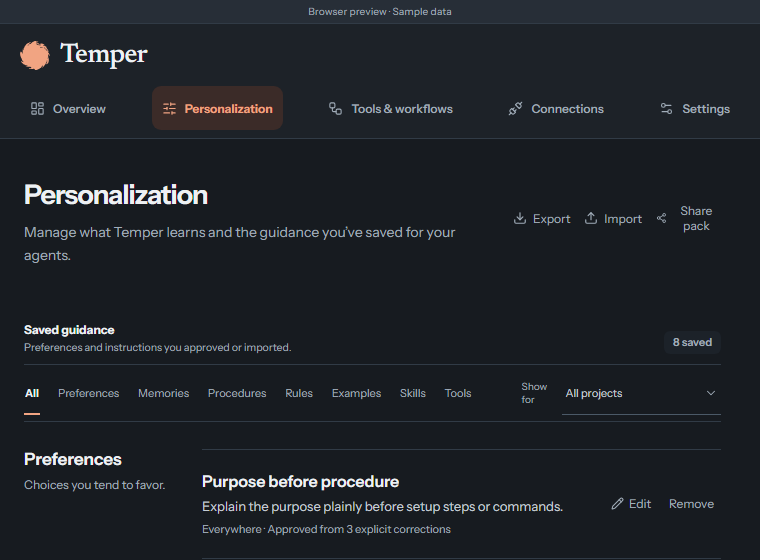 Browser preview · Sample data
Temper
Overview
Personalization
Tools & workflows
Connections
Settings
Personalization
Manage what Temper learns and the guidance you've saved for your
agents.
Export
Import
Share
pack
Saved guidance
Preferences and instructions you approved or imported.
8 saved
All
Preferences
Memories
Procedures
Rules
Examples
Skills
Tools
Show
for
All projects
Preferences
Choices you tend to favor.
Purpose before procedure
Explain the purpose plainly before setup steps or commands.
Everywhere · Approved from 3 explicit corrections
Edit
Remove